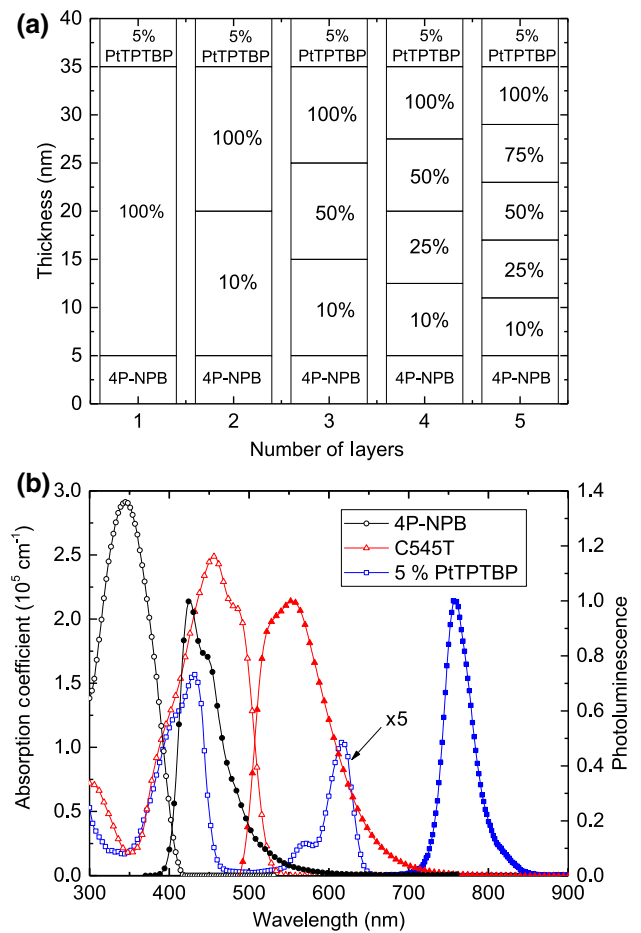 (a)
5% 5% 5% 5% 5%
PtTPTBP PtTPTBP PtTPTBP PtTPTBP PtTPTBP
40
35
30
25
20
15
10
5
0
Thickness (nm)
100%
100%
10%
100%
50%
10%
100%
50%
25%
10%
100%
75%
50%
25%
10%
4P-NPB 4P-NPB 4P-NPB 4P-NPB 4P-NPB
1 2 3 4 5
Number of layers
(b)
3.0
2.5
2.0
1.5
1.0
0.5
0.0
Absorption coefficient (10⁵ cm⁻¹)
4P-NPB
C545T
5 % PtTPTBP
x5
1.4
1.2
1.0
0.8
0.6
0.4
0.2
0.0
Photoluminescence
300 400 500 600 700 800 900
Wavelength (nm)